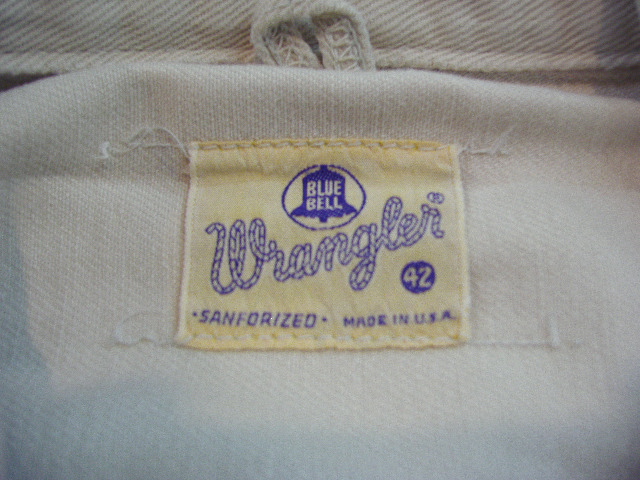 BLUE
BELL
Wrangler®
42
•SANFORIZED• MADE IN U.S.A.